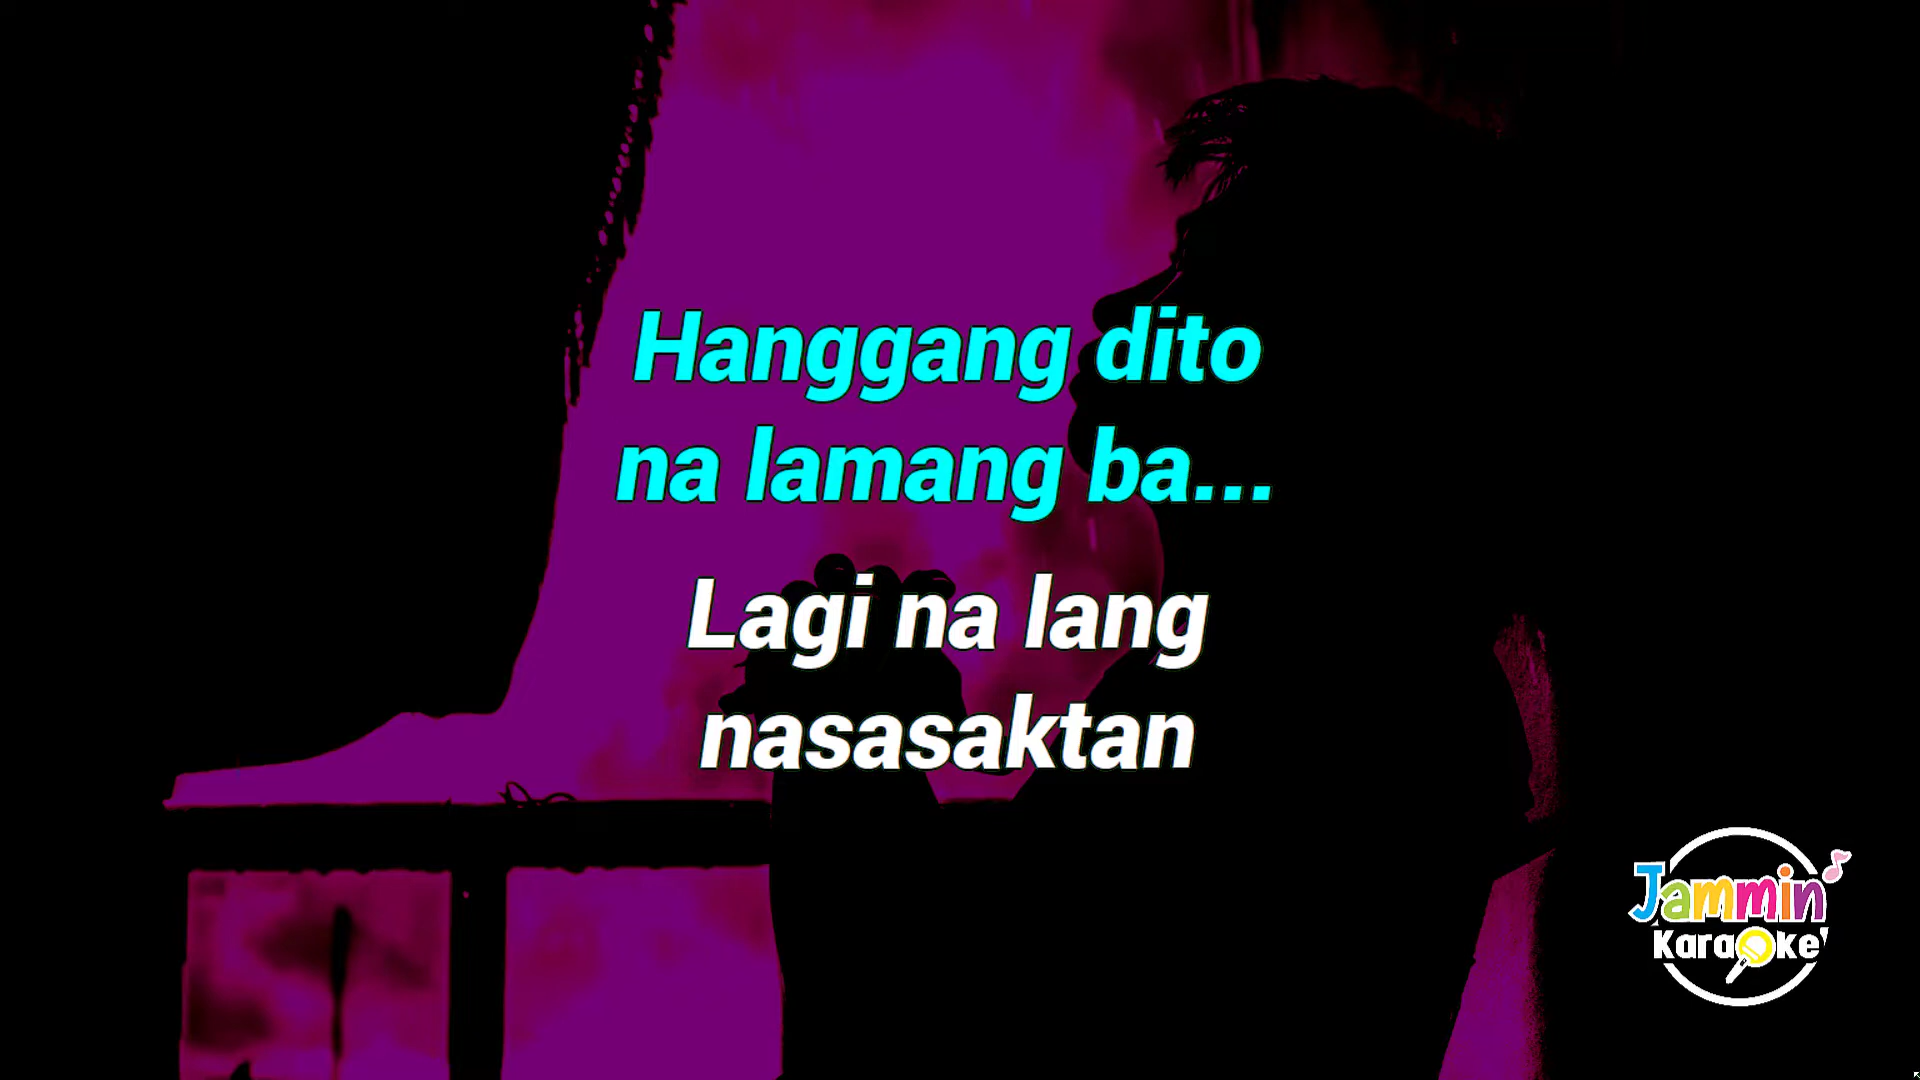 Hanggang dito
na lamang ba...
Lagi na lang
nasasaktan
Jammin'
Karaoke